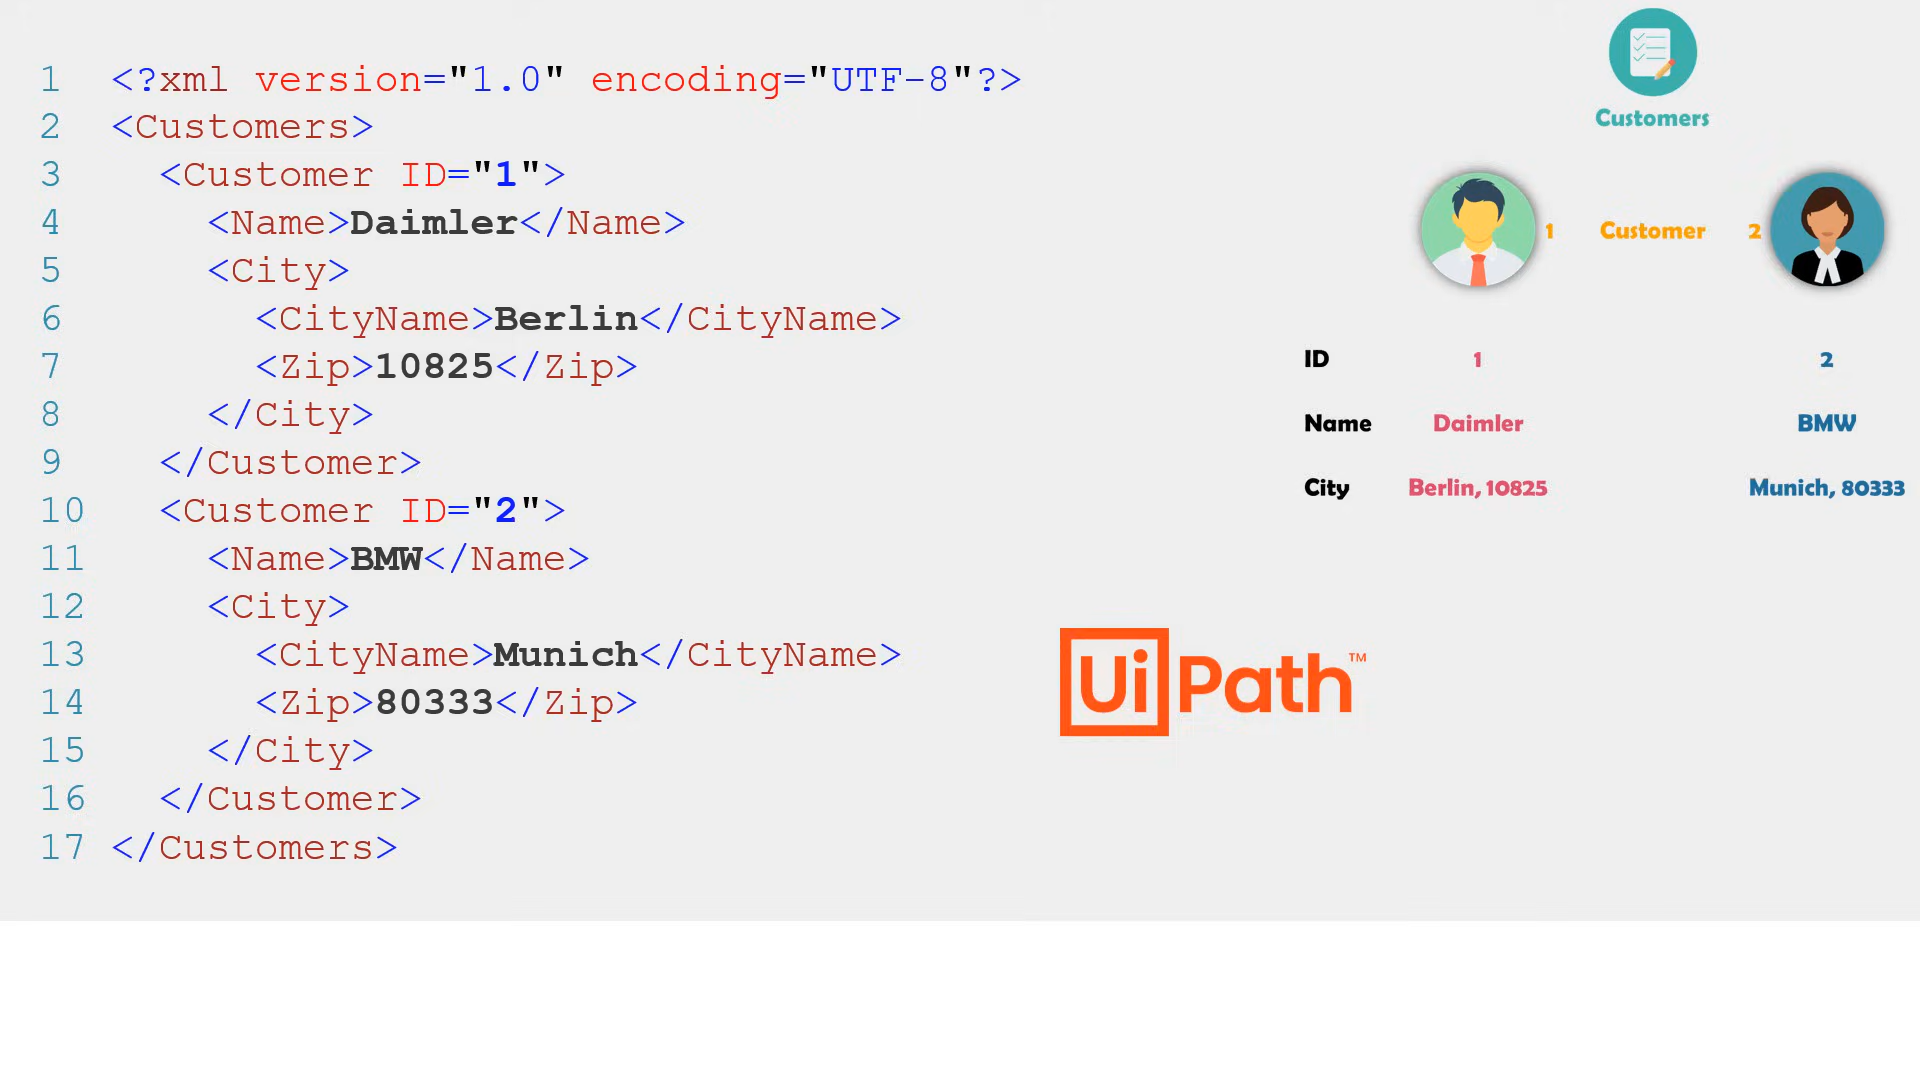 1 <?xml version="1.0" encoding="UTF-8"?>
2 <Customers>
3 <Customer ID="1">
4 <Name>Daimler</Name>
5 <City>
6 <CityName>Berlin</CityName>
7 <Zip>10825</Zip>
8 </City>
9 </Customer>
10 <Customer ID="2">
11 <Name>BMW</Name>
12 <City>
13 <CityName>Munich</CityName>
14 <Zip>80333</Zip>
15 </City>
16 </Customer>
17 </Customers>
Customers
1 Customer 2
ID 1 2
Name Daimler BMW
City Berlin, 10825 Munich, 80333
UiPath™